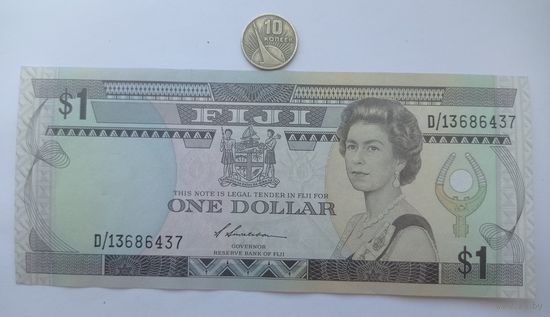 10
КОПЕЕК
$1
FIJI
D/13686437
THIS NOTE IS LEGAL TENDER IN FIJI FOR
ONE DOLLAR
D/13686437
GOVERNOR
RESERVE BANK OF FIJI
$1